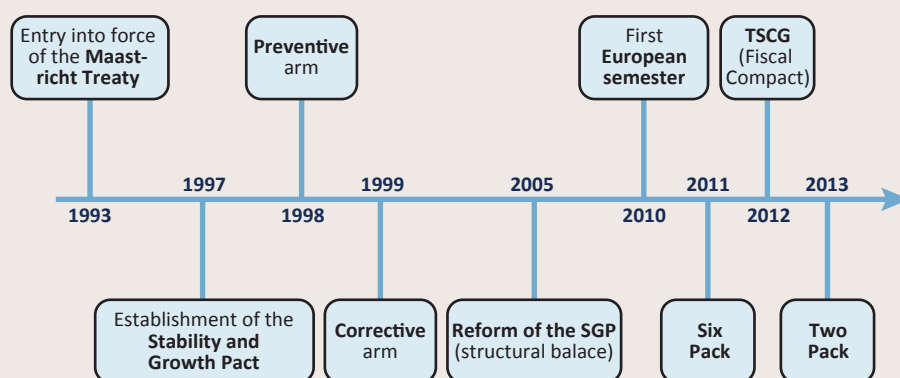 Entry into force
of the Maast-
richt Treaty
Preventive
arm
First
European
semester
TSCG
(Fiscal
Compact)
1997
1999
2005
2011
2013
1993
1998
2010
2012
Establishment of the
Stability and
Growth Pact
Corrective
arm
Reform of the SGP
(structural balace)
Six
Pack
Two
Pack